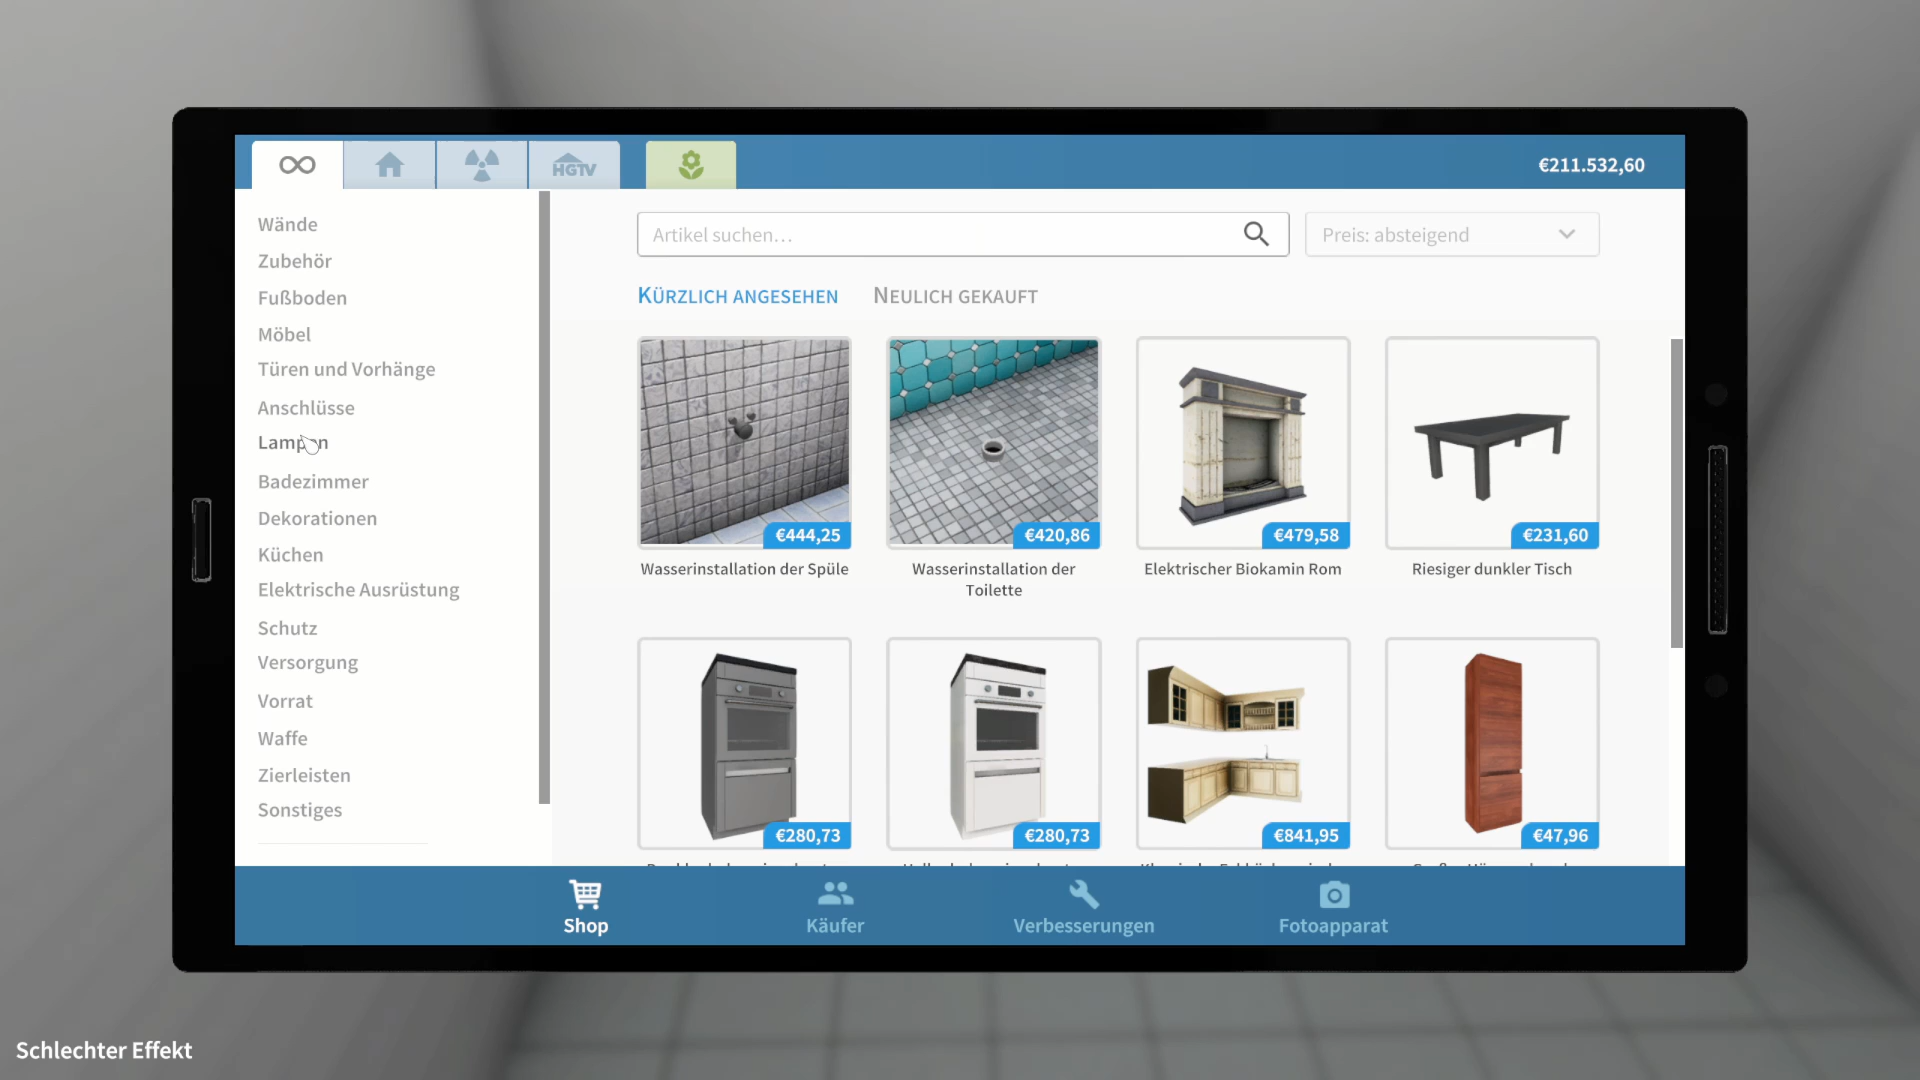 HGTV
€211.532,60
Wände
Zubehör
Fußboden
Möbel
Türen und Vorhänge
Anschlüsse
Lampen
Badezimmer
Dekorationen
Küchen
Elektrische Ausrüstung
Schutz
Versorgung
Vorrat
Waffe
Zierleisten
Sonstiges
Artikel suchen...
Preis: absteigend
KÜRZLICH ANGESEHEN
NEULICH GEKAUFT
€444,25
€420,86
€479,58
€231,60
Wasserinstallation der Spüle
Wasserinstallation der
Toilette
Elektrischer Biokamin Rom
Riesiger dunkler Tisch
€280,73
€280,73
€841,95
€47,96
Shop
Käufer
Verbesserungen
Fotoapparat
Schlechter Effekt